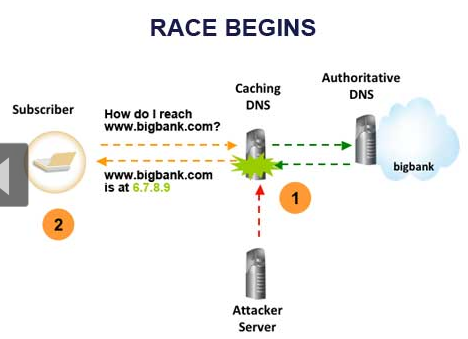 RACE BEGINS
Authoritative
DNS
Caching
DNS
Subscriber
How do I reach
www.bigbank.com?
bigbank
www.bigbank.com
is at 6.7.8.9
1
2
Attacker
Server